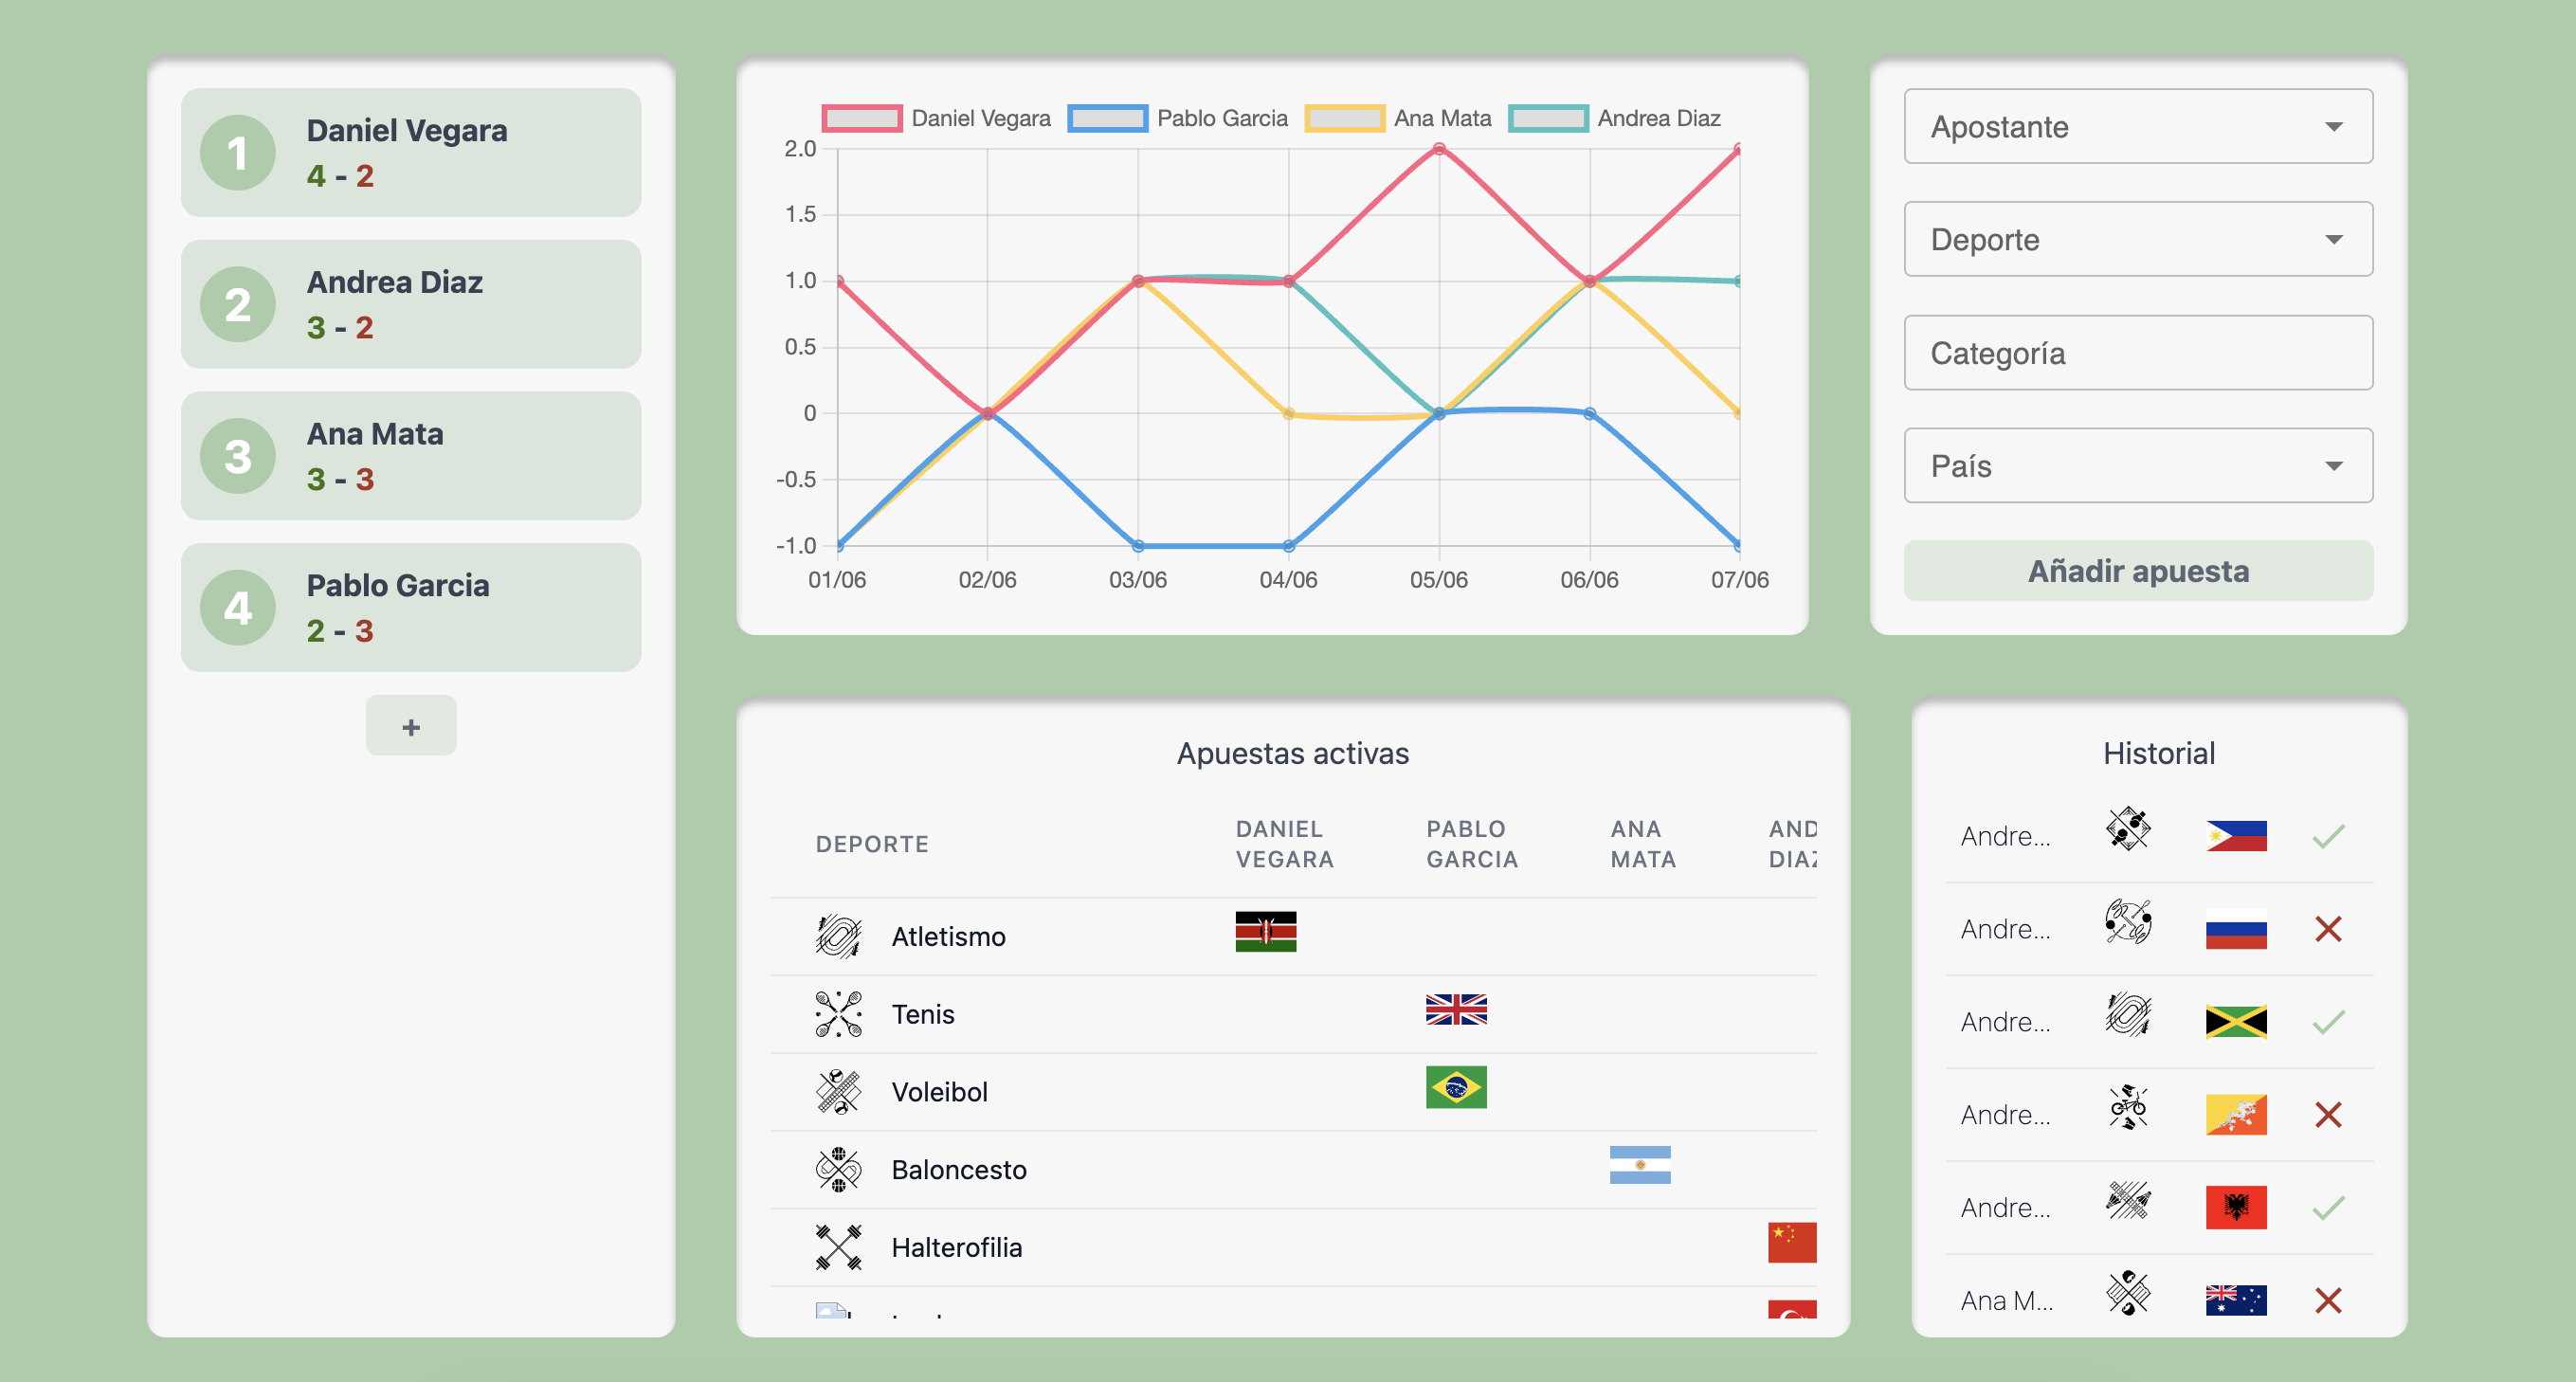 1
Daniel Vegara
4 - 2
2
Andrea Diaz
3 - 2
3
Ana Mata
3 - 3
4
Pablo Garcia
2 - 3
+
Daniel Vegara Pablo Garcia Ana Mata Andrea Diaz
2.0
1.5
1.0
0.5
0
-0.5
-1.0
01/06 02/06 03/06 04/06 05/06 06/06 07/06
Apostante
Deporte
Categoría
País
Añadir apuesta
Apuestas activas
DEPORTE
DANIEL
VEGARA
PABLO
GARCIA
ANA
MATA
AND
DIAZ
Atletismo
Tenis
Voleibol
Baloncesto
Halterofilia
Historial
Andre...
Andre...
Andre...
Andre...
Andre...
Ana M...